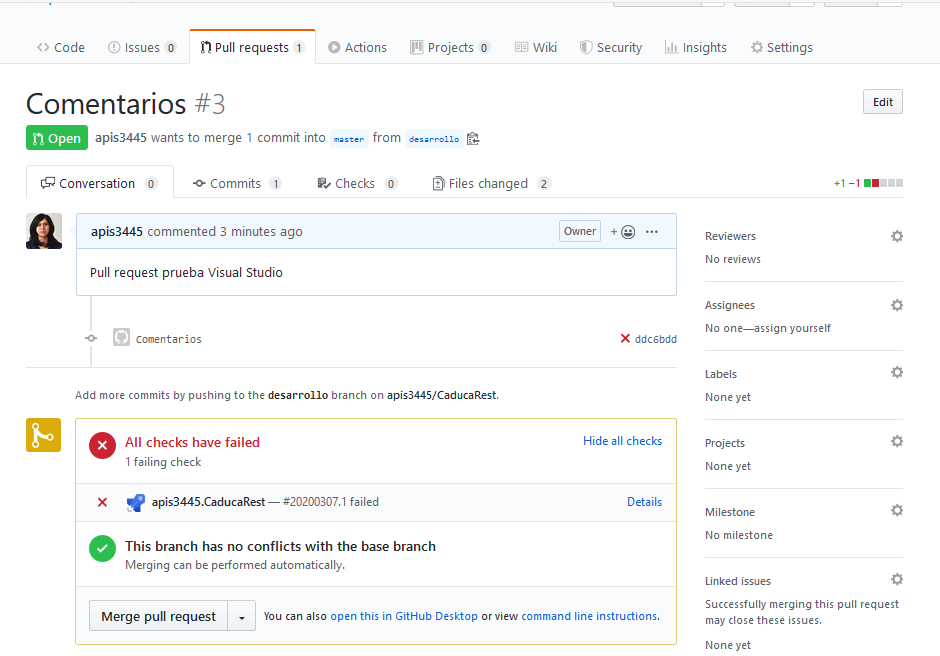 Code Issues 0 Pull requests 1 Actions Projects 0 Wiki Security Insights Settings
Comentarios #3
Edit
Open apis3445 wants to merge 1 commit into master from desarrollo
Conversation 0 Commits 1 Checks 0 Files changed 2 +1 −1
apis3445 commented 3 minutes ago Owner + ...
Pull request prueba Visual Studio
Comentarios ddc6bdd
Add more commits by pushing to the desarrollo branch on apis3445/CaducaRest.
All checks have failed Hide all checks
1 failing check
apis3445.CaducaRest — #20200307.1 failed Details
This branch has no conflicts with the base branch
Merging can be performed automatically.
Merge pull request You can also open this in GitHub Desktop or view command line instructions.
Reviewers
No reviews
Assignees
No one—assign yourself
Labels
None yet
Projects
None yet
Milestone
No milestone
Linked issues
Successfully merging this pull request
may close these issues.
None yet